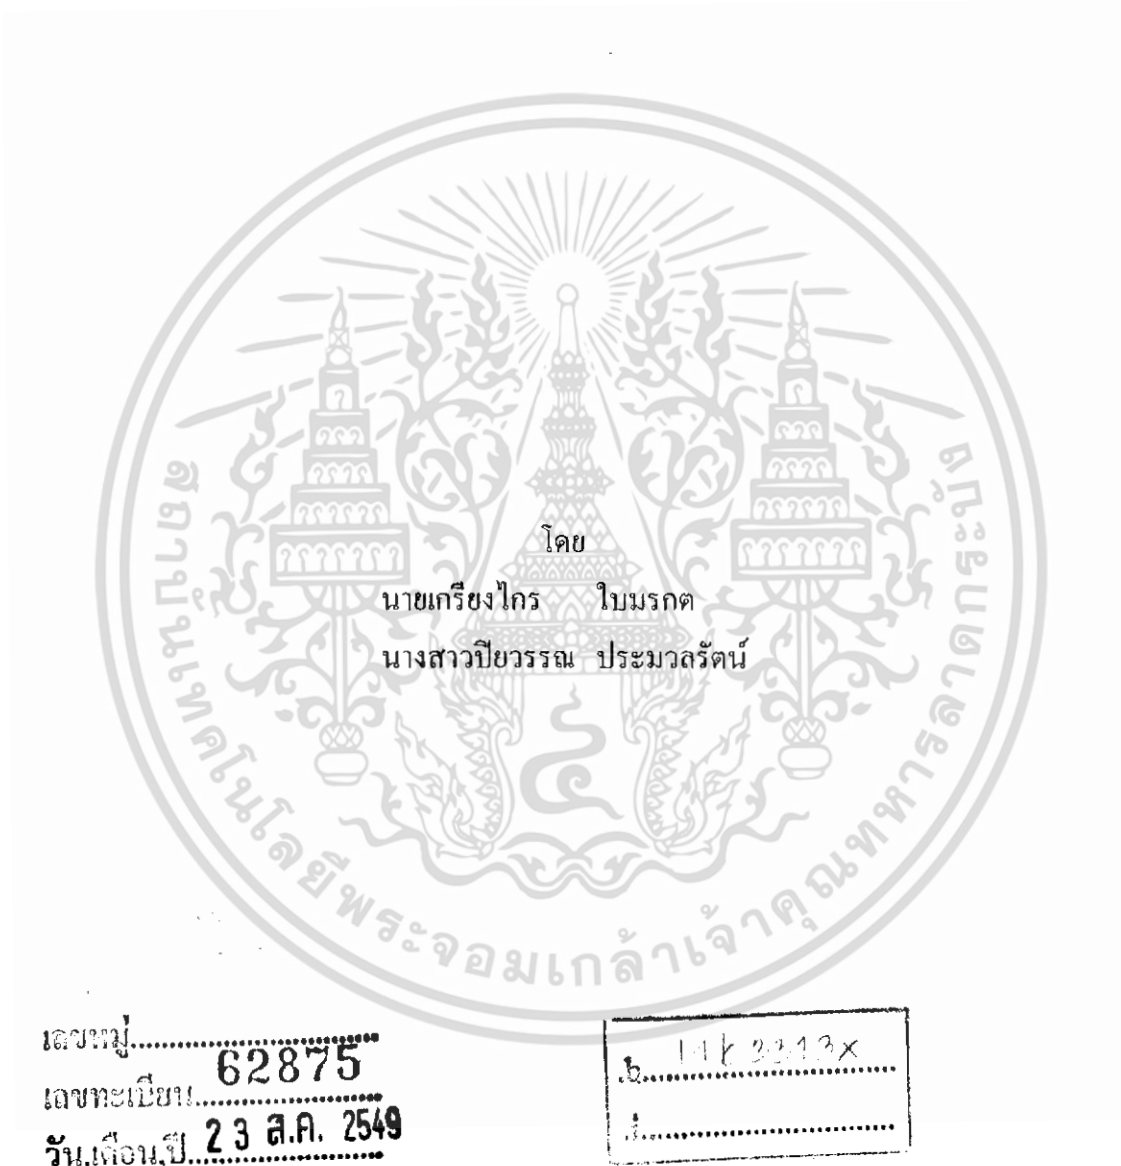 สถาบันเทคโนโลยีพระจอมเกล้าเจ้าคุณทหารลาดกระบัง
โดย
นายเกรียงไกร ใบมรกต
นางสาวปิยวรรณ ประมวลรัตน์
เลขหมู่..............................
เลขทะเบียน..62875..............
วัน,เดือน,ปี..23 ส.ค. 2549
.b..............................
.i..............................